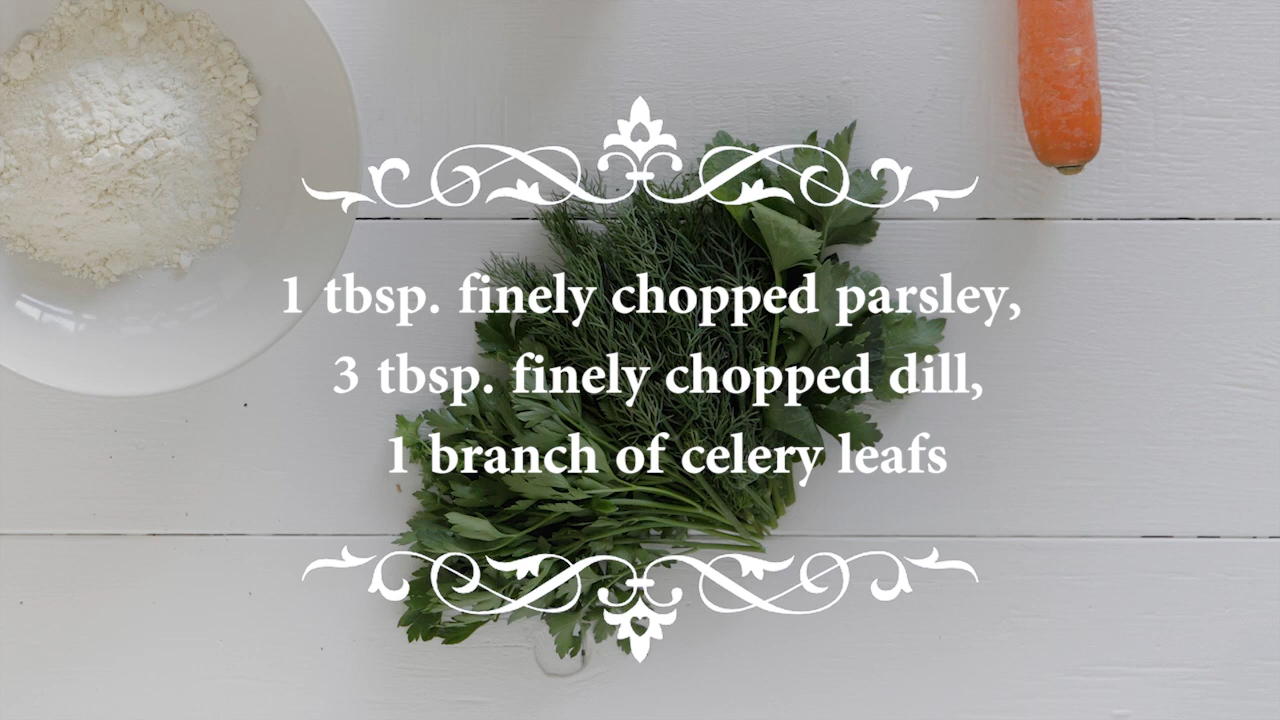 1 tbsp. finely chopped parsley,
3 tbsp. finely chopped dill,
1 branch of celery leafs